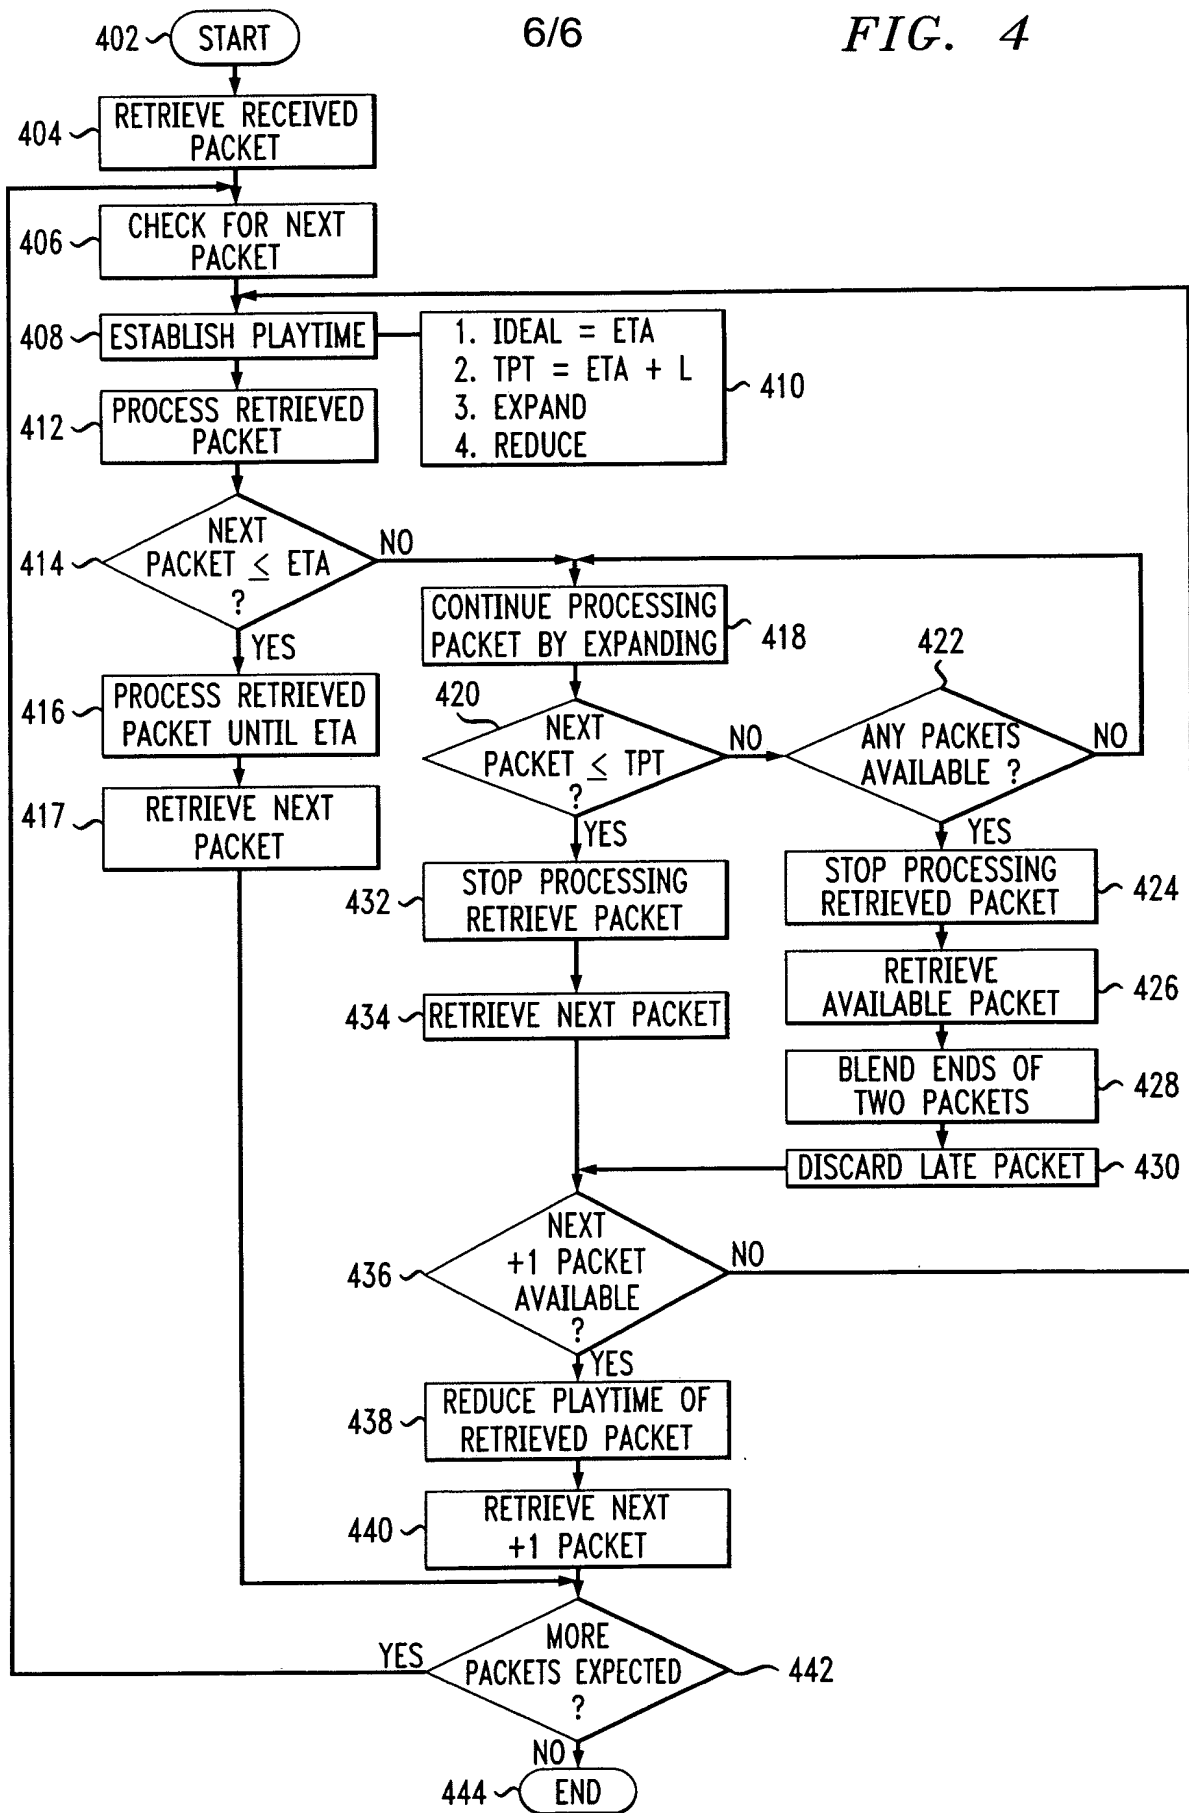 6/6
FIG. 4
402
START
404
RETRIEVE RECEIVED
PACKET
406
CHECK FOR NEXT
PACKET
408
ESTABLISH PLAYTIME
1. IDEAL = ETA
2. TPT = ETA + L
3. EXPAND
4. REDUCE
410
412
PROCESS RETRIEVED
PACKET
414
NEXT
PACKET ≤ ETA
?
NO
YES
416
PROCESS RETRIEVED
PACKET UNTIL ETA
417
RETRIEVE NEXT
PACKET
CONTINUE PROCESSING
PACKET BY EXPANDING
418
420
NEXT
PACKET ≤ TPT
?
NO
YES
422
ANY PACKETS
AVAILABLE ?
NO
YES
432
STOP PROCESSING
RETRIEVE PACKET
434
RETRIEVE NEXT PACKET
STOP PROCESSING
RETRIEVED PACKET
424
RETRIEVE
AVAILABLE PACKET
426
BLEND ENDS OF
TWO PACKETS
428
DISCARD LATE PACKET
430
436
NEXT
+1 PACKET
AVAILABLE
?
NO
YES
438
REDUCE PLAYTIME OF
RETRIEVED PACKET
440
RETRIEVE NEXT
+1 PACKET
YES
MORE
PACKETS EXPECTED
?
442
NO
444
END